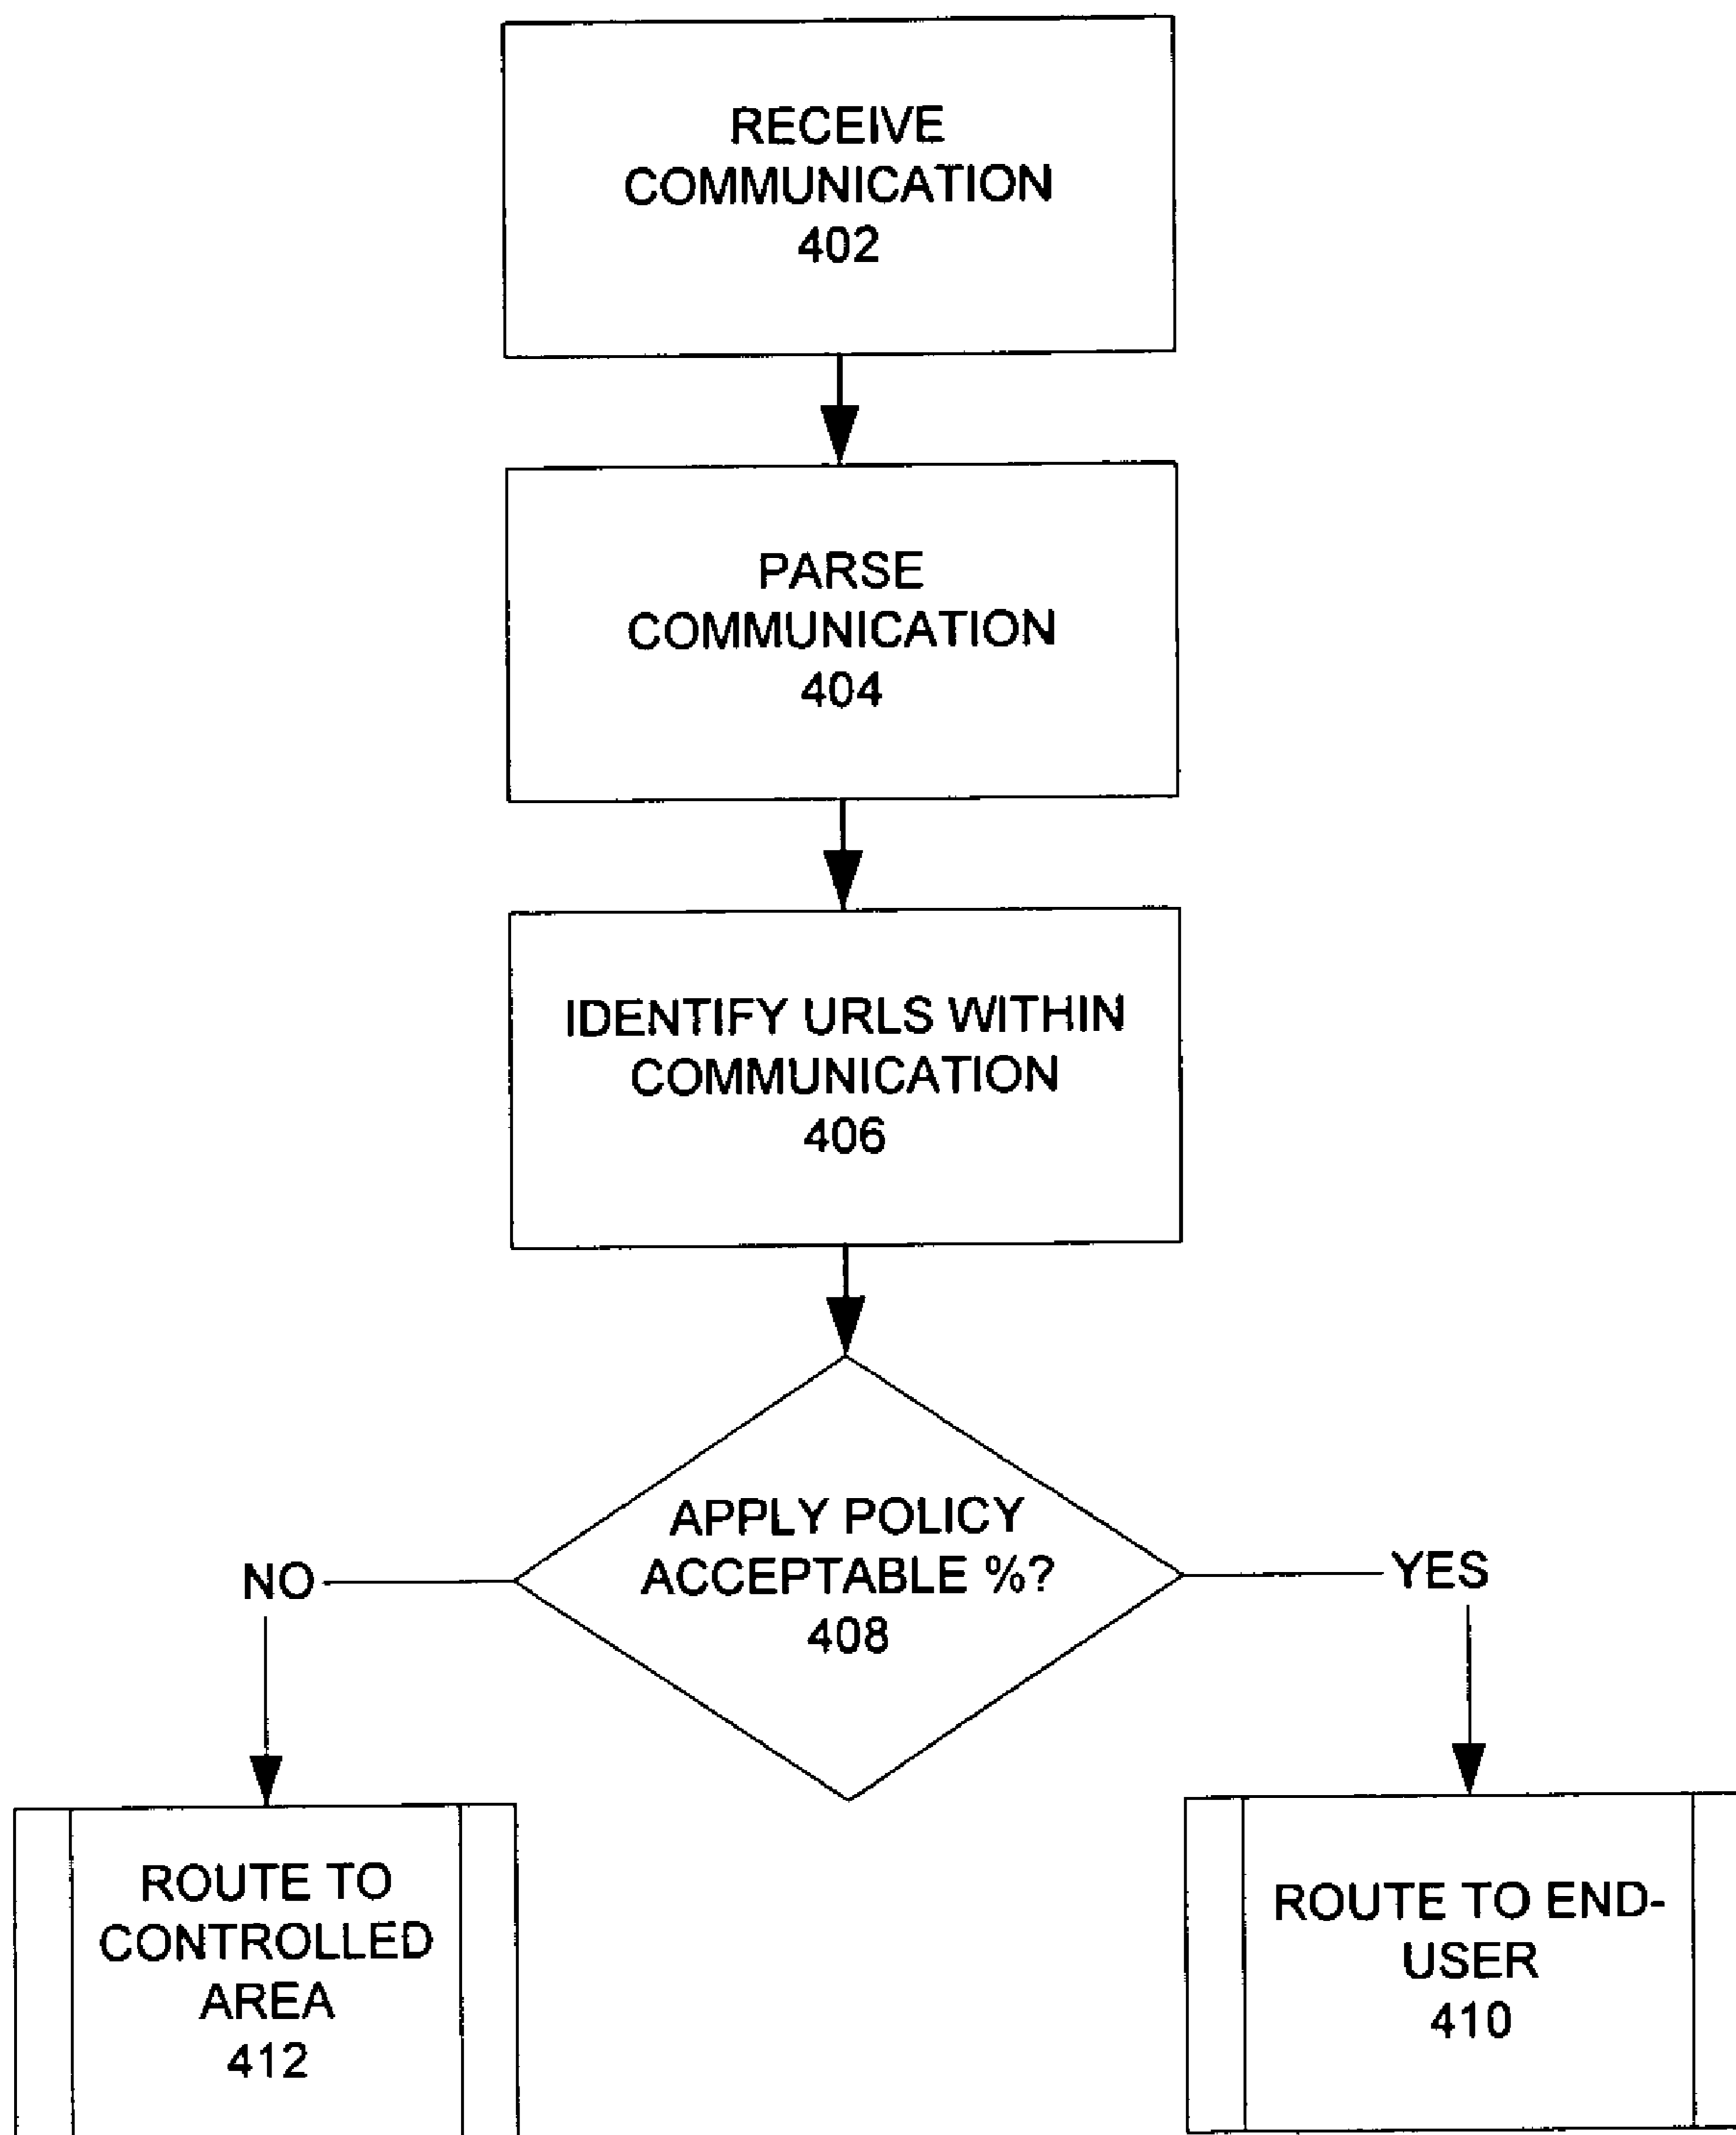 RECEIVE
COMMUNICATION
402
PARSE
COMMUNICATION
404
IDENTIFY URLS WITHIN
COMMUNICATION
406
APPLY POLICY
ACCEPTABLE %?
408
NO
YES
ROUTE TO
CONTROLLED
AREA
412
ROUTE TO END-
USER
410